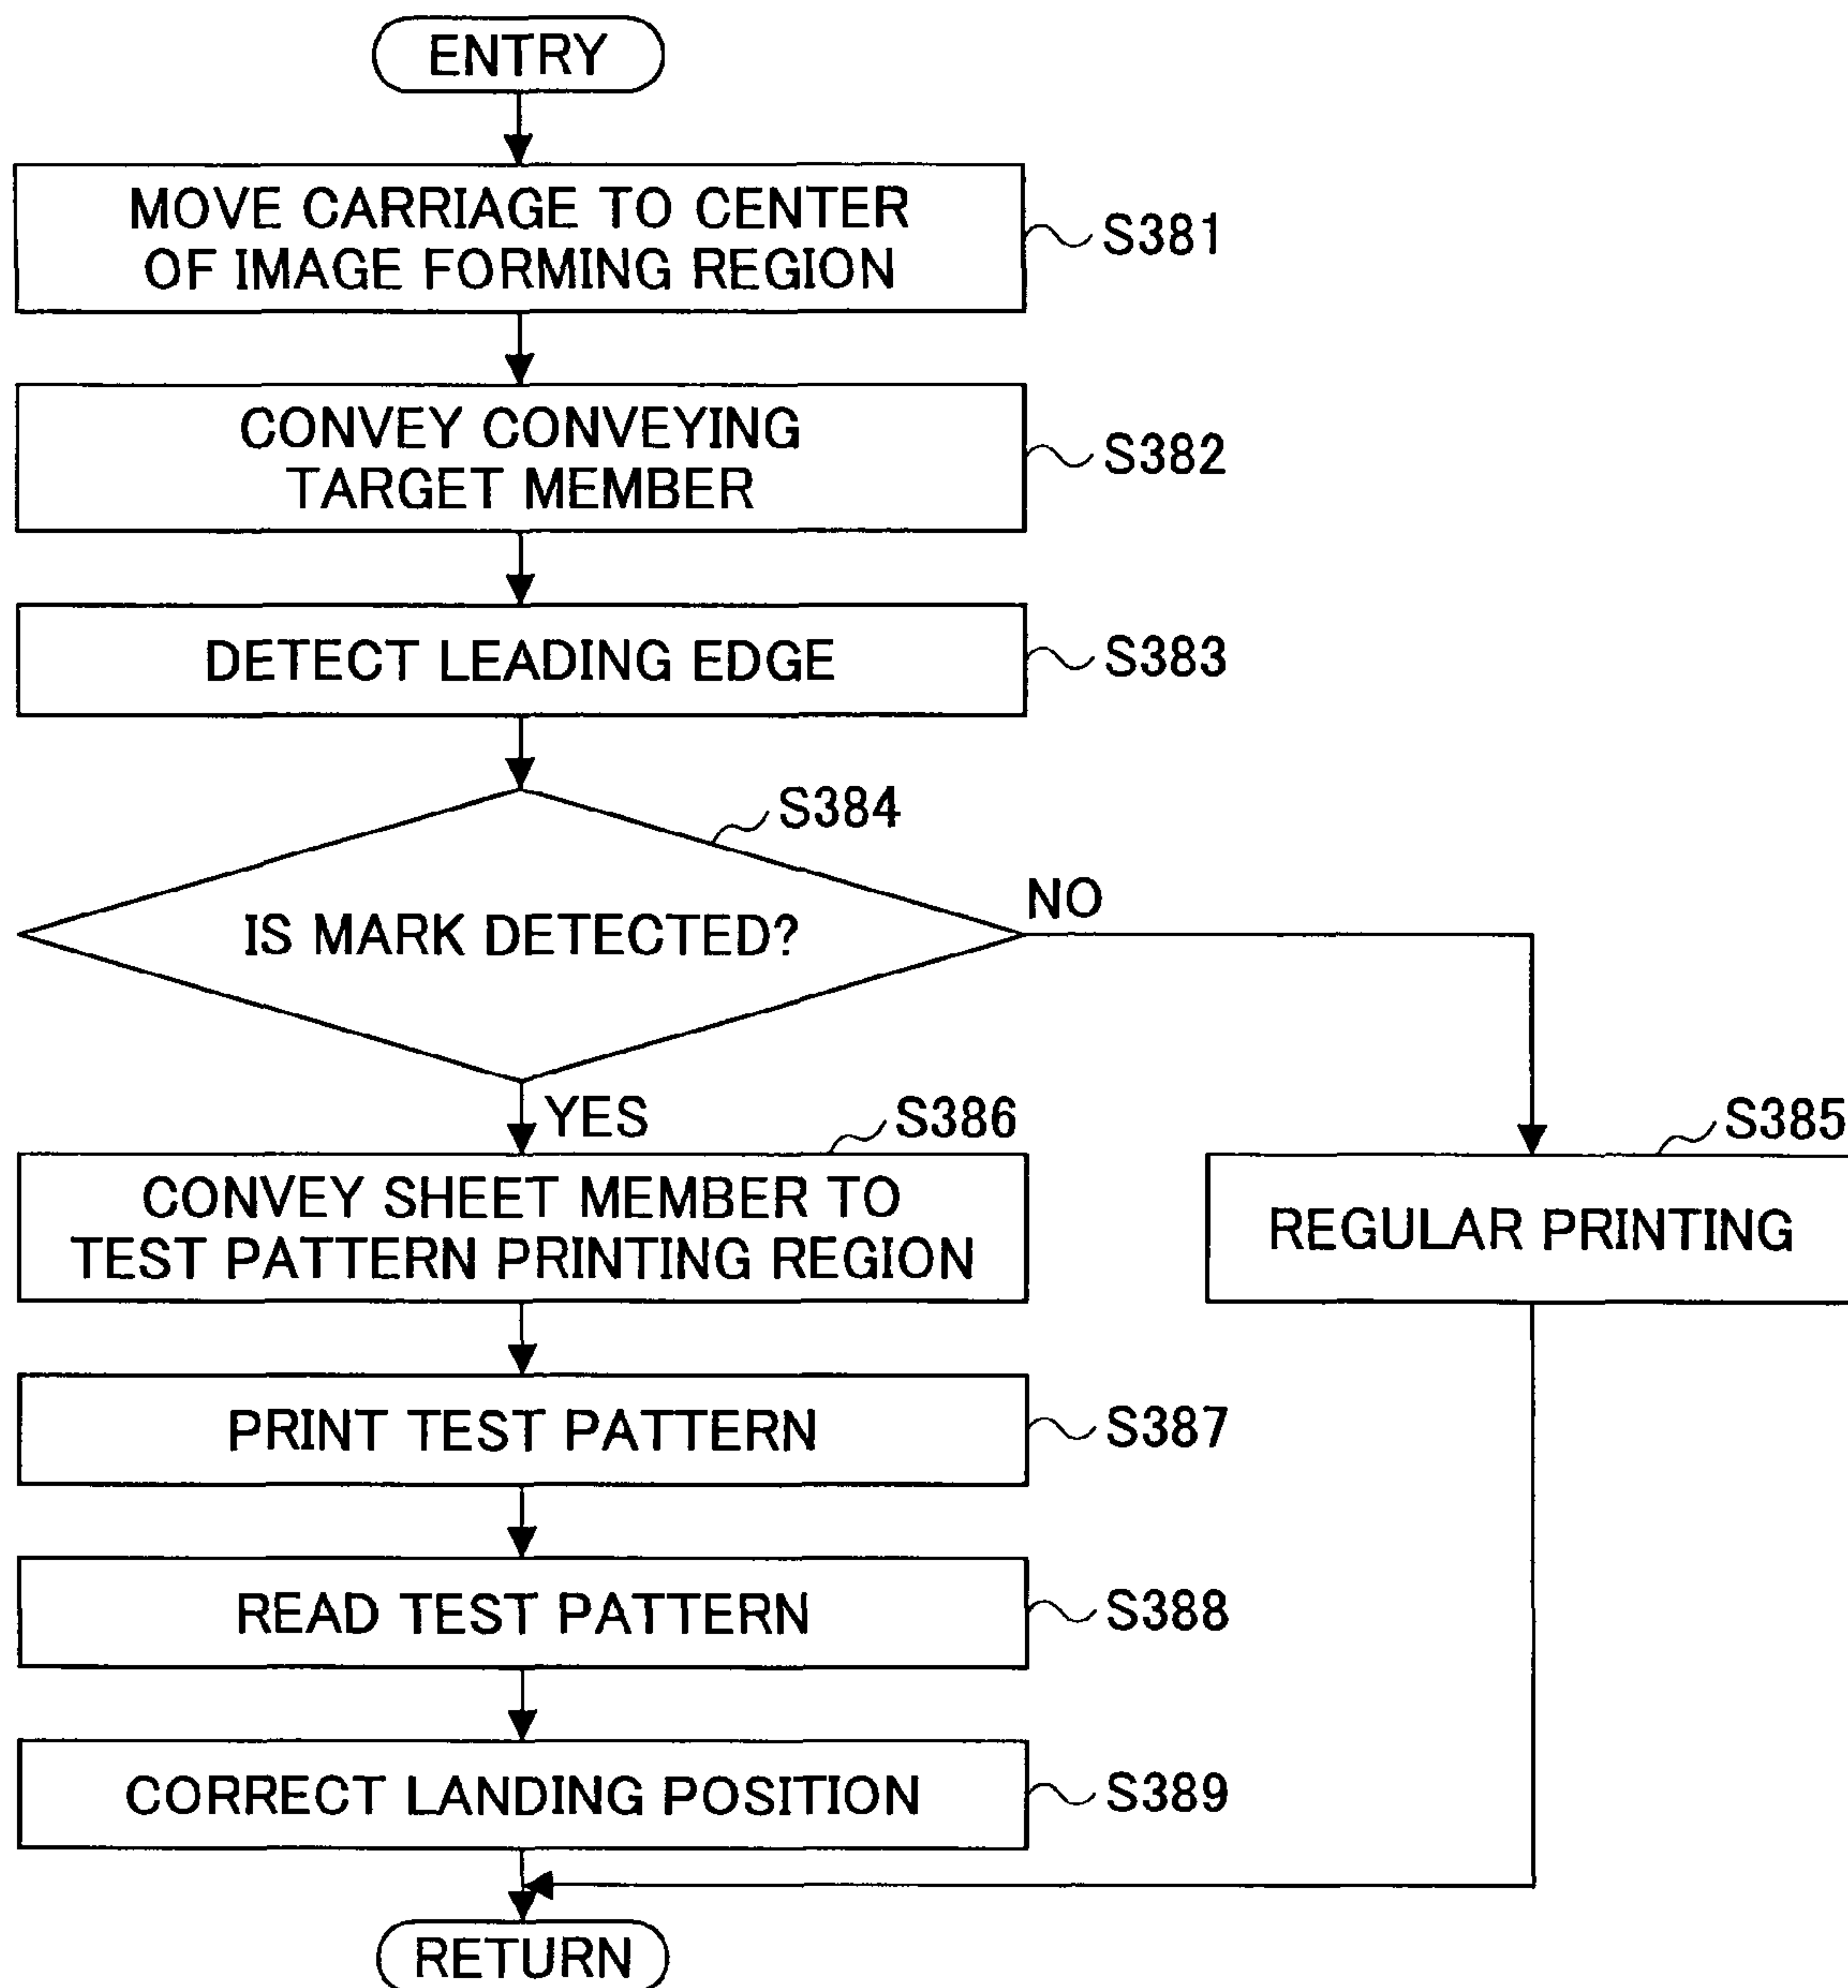 ENTRY
MOVE CARRIAGE TO CENTER
OF IMAGE FORMING REGION
S381
CONVEY CONVEYING
TARGET MEMBER
S382
DETECT LEADING EDGE
S383
S384
IS MARK DETECTED?
NO
YES
S386
CONVEY SHEET MEMBER TO
TEST PATTERN PRINTING REGION
S385
REGULAR PRINTING
PRINT TEST PATTERN
S387
READ TEST PATTERN
S388
CORRECT LANDING POSITION
S389
RETURN